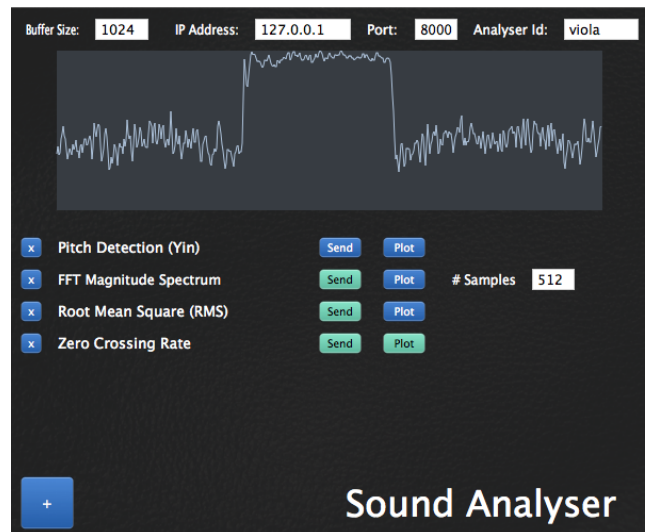 Buffer Size: 1024 IP Address: 127.0.0.1 Port: 8000 Analyser Id: viola
x Pitch Detection (Yin) Send Plot
x FFT Magnitude Spectrum Send Plot # Samples 512
x Root Mean Square (RMS) Send Plot
x Zero Crossing Rate Send Plot
+ Sound Analyser